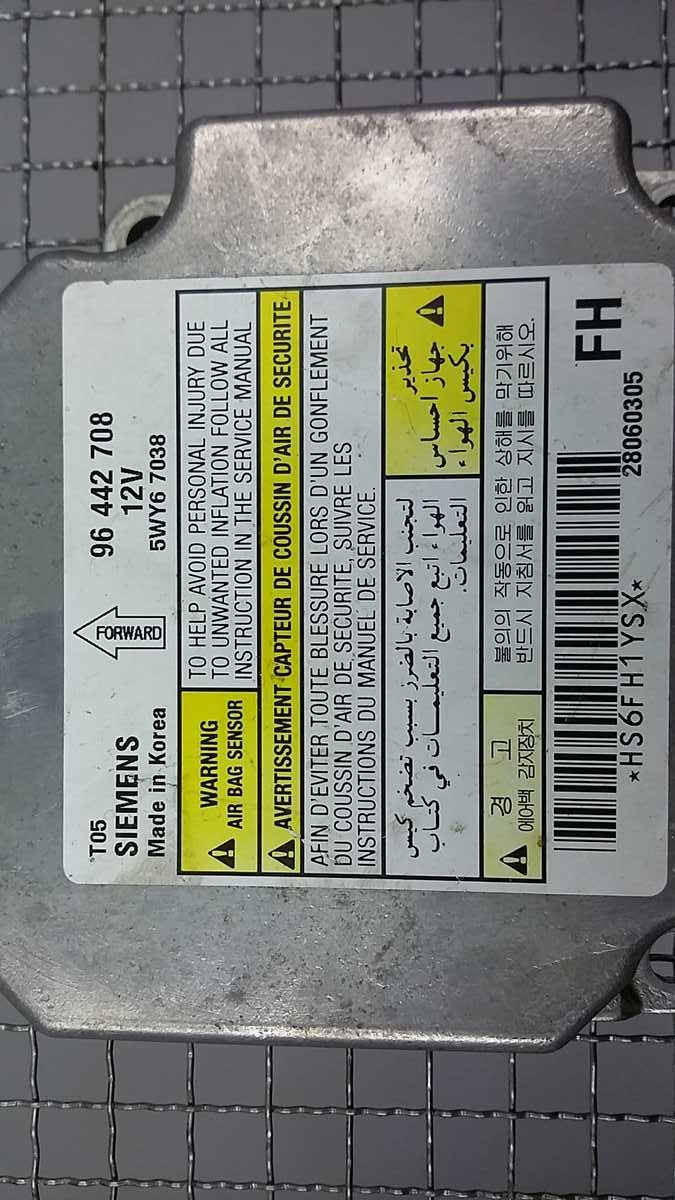 T05
SIEMENS
Made in Korea
FORWARD
96 442 708
12V
5WY6 7038
WARNING
AIR BAG SENSOR
TO HELP AVOID PERSONAL INJURY DUE
TO UNWANTED INFLATION FOLLOW ALL
INSTRUCTION IN THE SERVICE MANUAL
AVERTISSEMENT CAPTEUR DE COUSSIN D'AIR DE SECURITE
AFIN D'EVITER TOUTE BLESSURE LORS D'UN GONFLEMENT
DU COUSSIN D'AIR DE SECURITE, SUIVRE LES
INSTRUCTIONS DU MANUEL DE SERVICE.
تحذير
جهاز احساس
بكيس الهواء
لتجنب الاصابة بالضرر بسبب تضخم كيس
الهواء اتبع جميع التعليمات في كتاب
التعليمات.
경 고
에어백 감지장치
불의의 작동으로 인한 상해를 막기위해
반드시 지침서를 읽고 지시를 따르시오.
FH
*HS6FH1YSX*
28060305